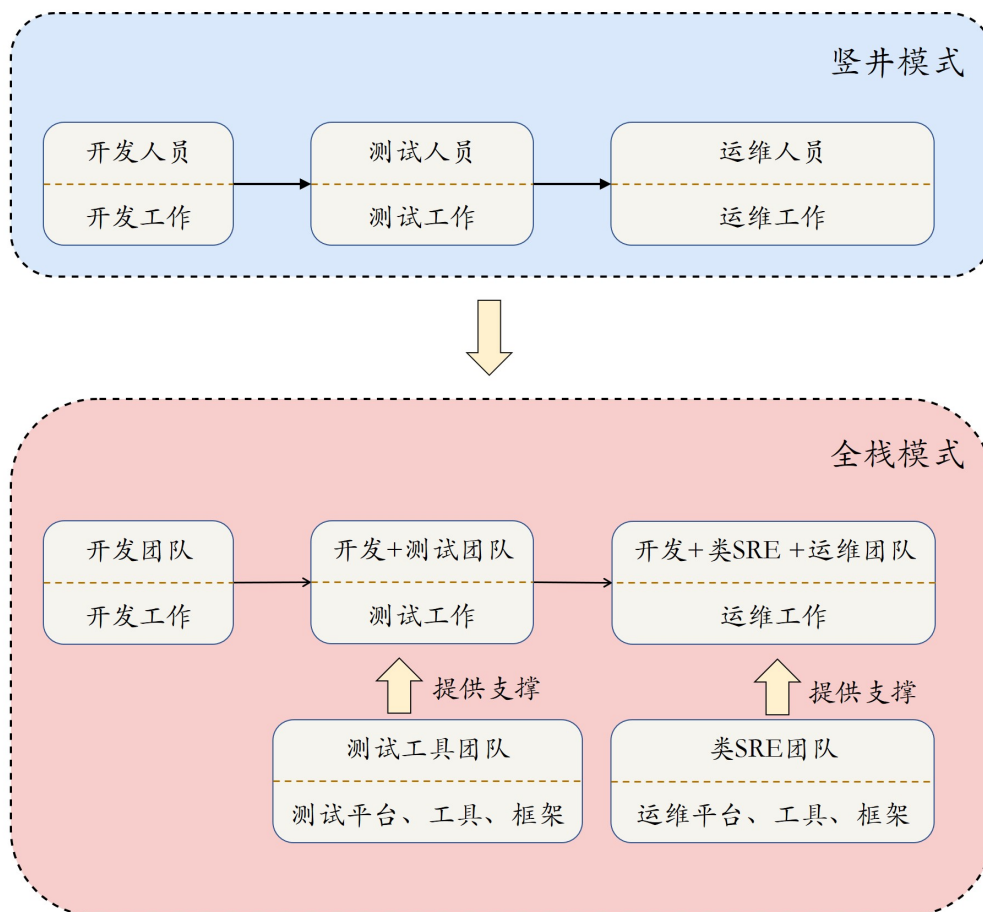 竖井模式
开发人员
测试人员
运维人员
开发工作
测试工作
运维工作
全栈模式
开发团队
开发+测试团队
开发+类SRE +运维团队
开发工作
测试工作
运维工作
提供支撑
提供支撑
测试工具团队
类SRE团队
测试平台、工具、框架
运维平台、工具、框架